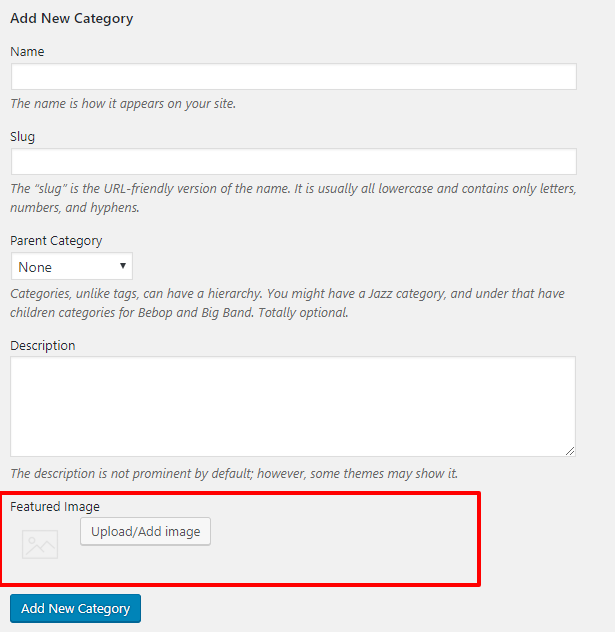 Add New Category
Name
The name is how it appears on your site.
Slug
The “slug” is the URL-friendly version of the name. It is usually all lowercase and contains only letters,
numbers, and hyphens.
Parent Category
None
Categories, unlike tags, can have a hierarchy. You might have a Jazz category, and under that have
children categories for Bebop and Big Band. Totally optional.
Description
The description is not prominent by default; however, some themes may show it.
Featured Image
Upload/Add image
Add New Category